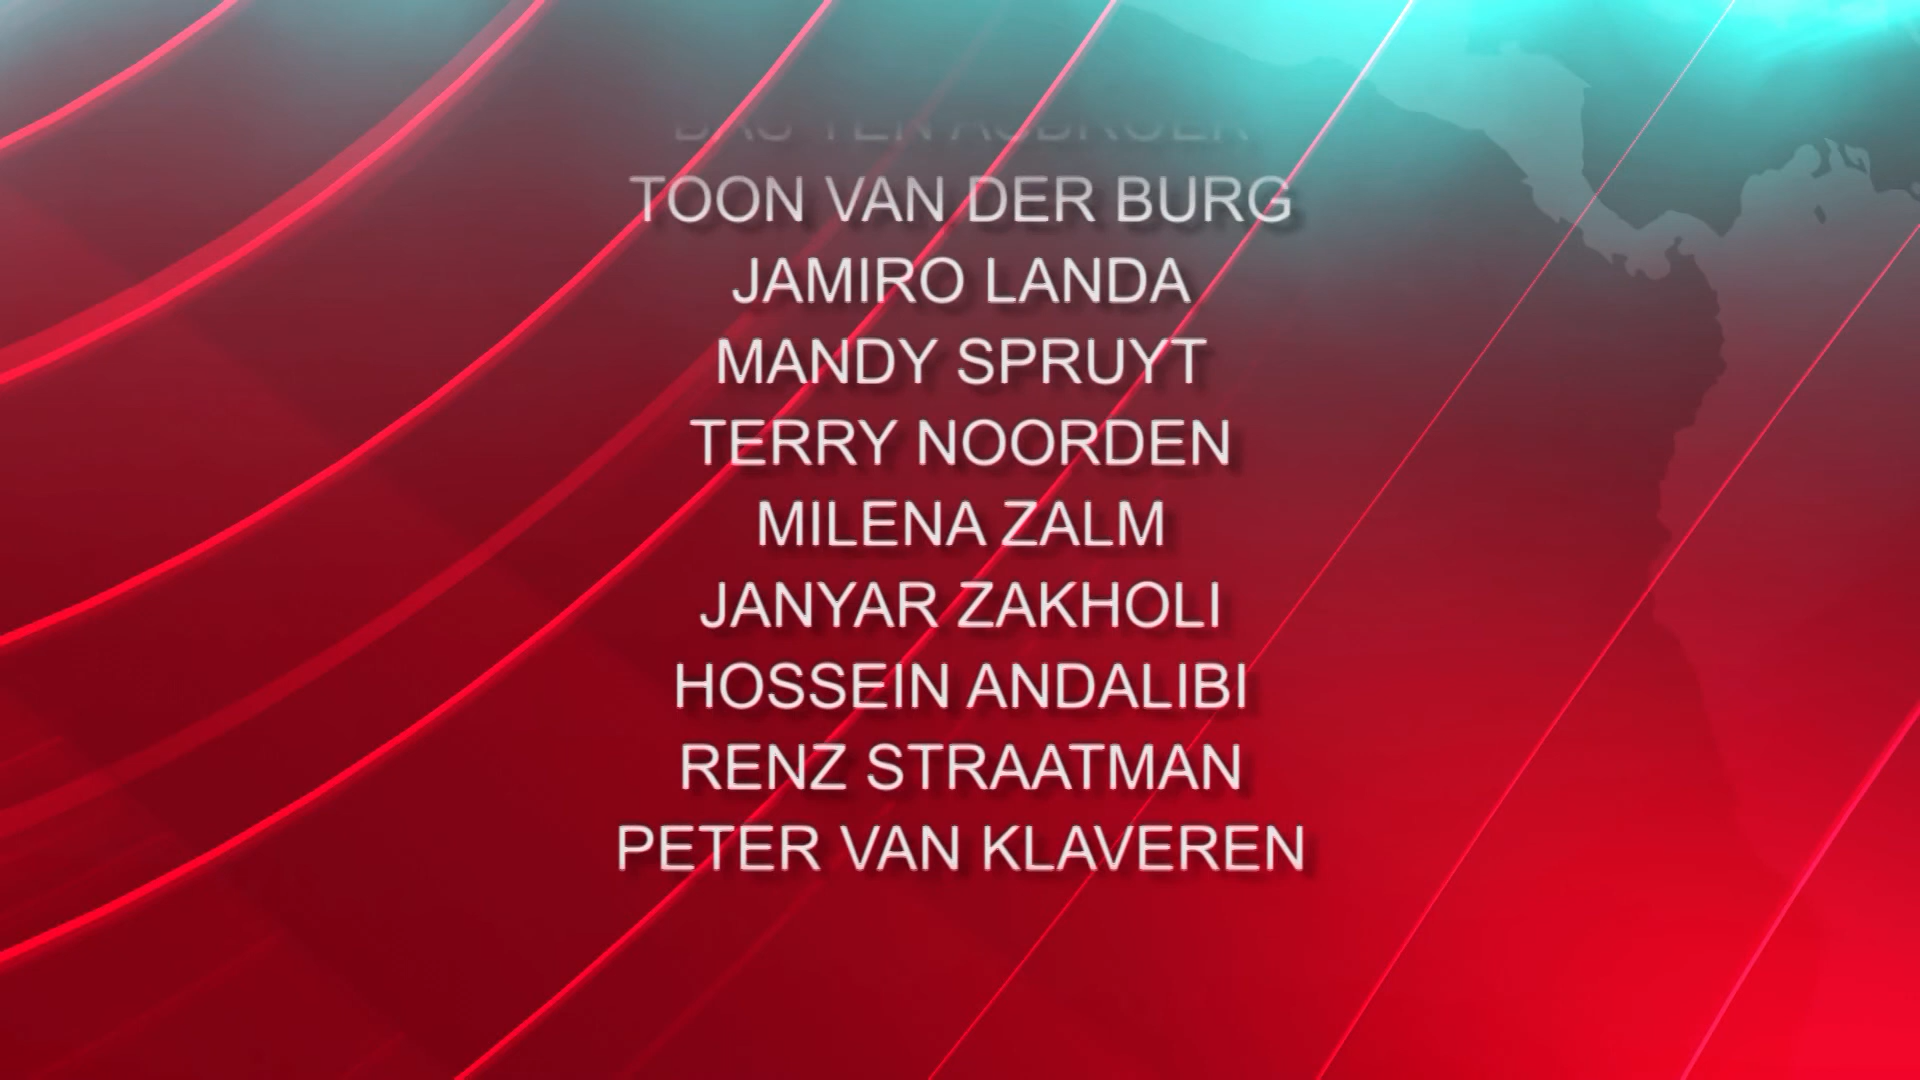 TOON VAN DER BURG
JAMIRO LANDA
MANDY SPRUYT
TERRY NOORDEN
MILENA ZALM
JANYAR ZAKHOLI
HOSSEIN ANDALIBI
RENZ STRAATMAN
PETER VAN KLAVEREN